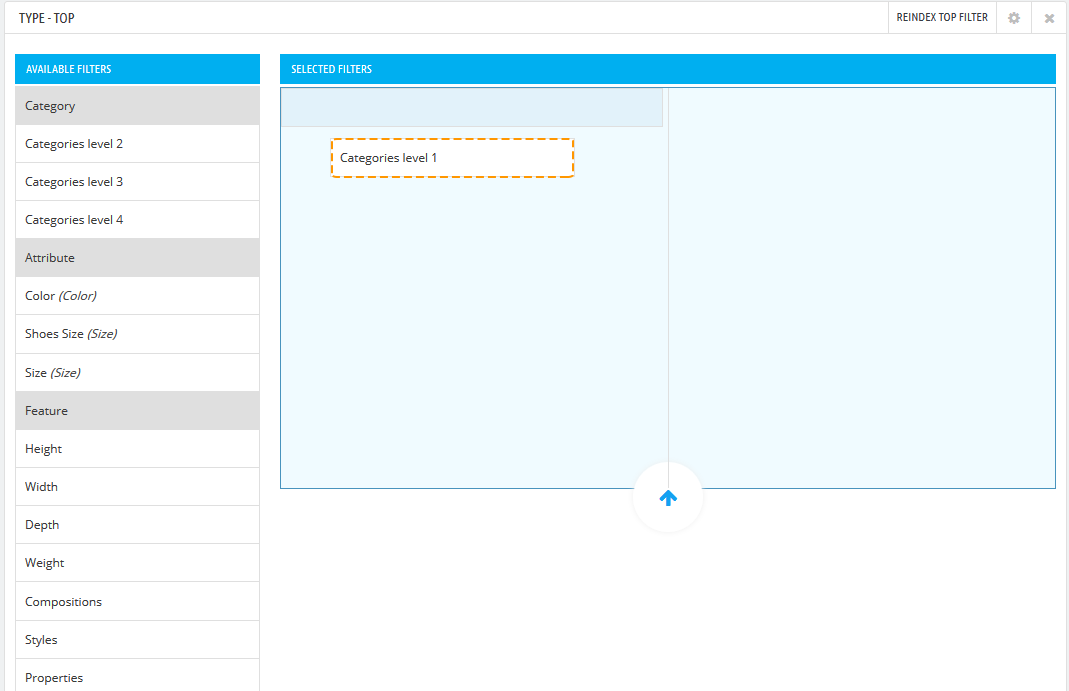 TYPE - TOP
REINDEX TOP FILTER
AVAILABLE FILTERS
Category
Categories level 2
Categories level 3
Categories level 4
Attribute
Color (Color)
Shoes Size (Size)
Size (Size)
Feature
Height
Width
Depth
Weight
Compositions
Styles
Properties
SELECTED FILTERS
Categories level 1